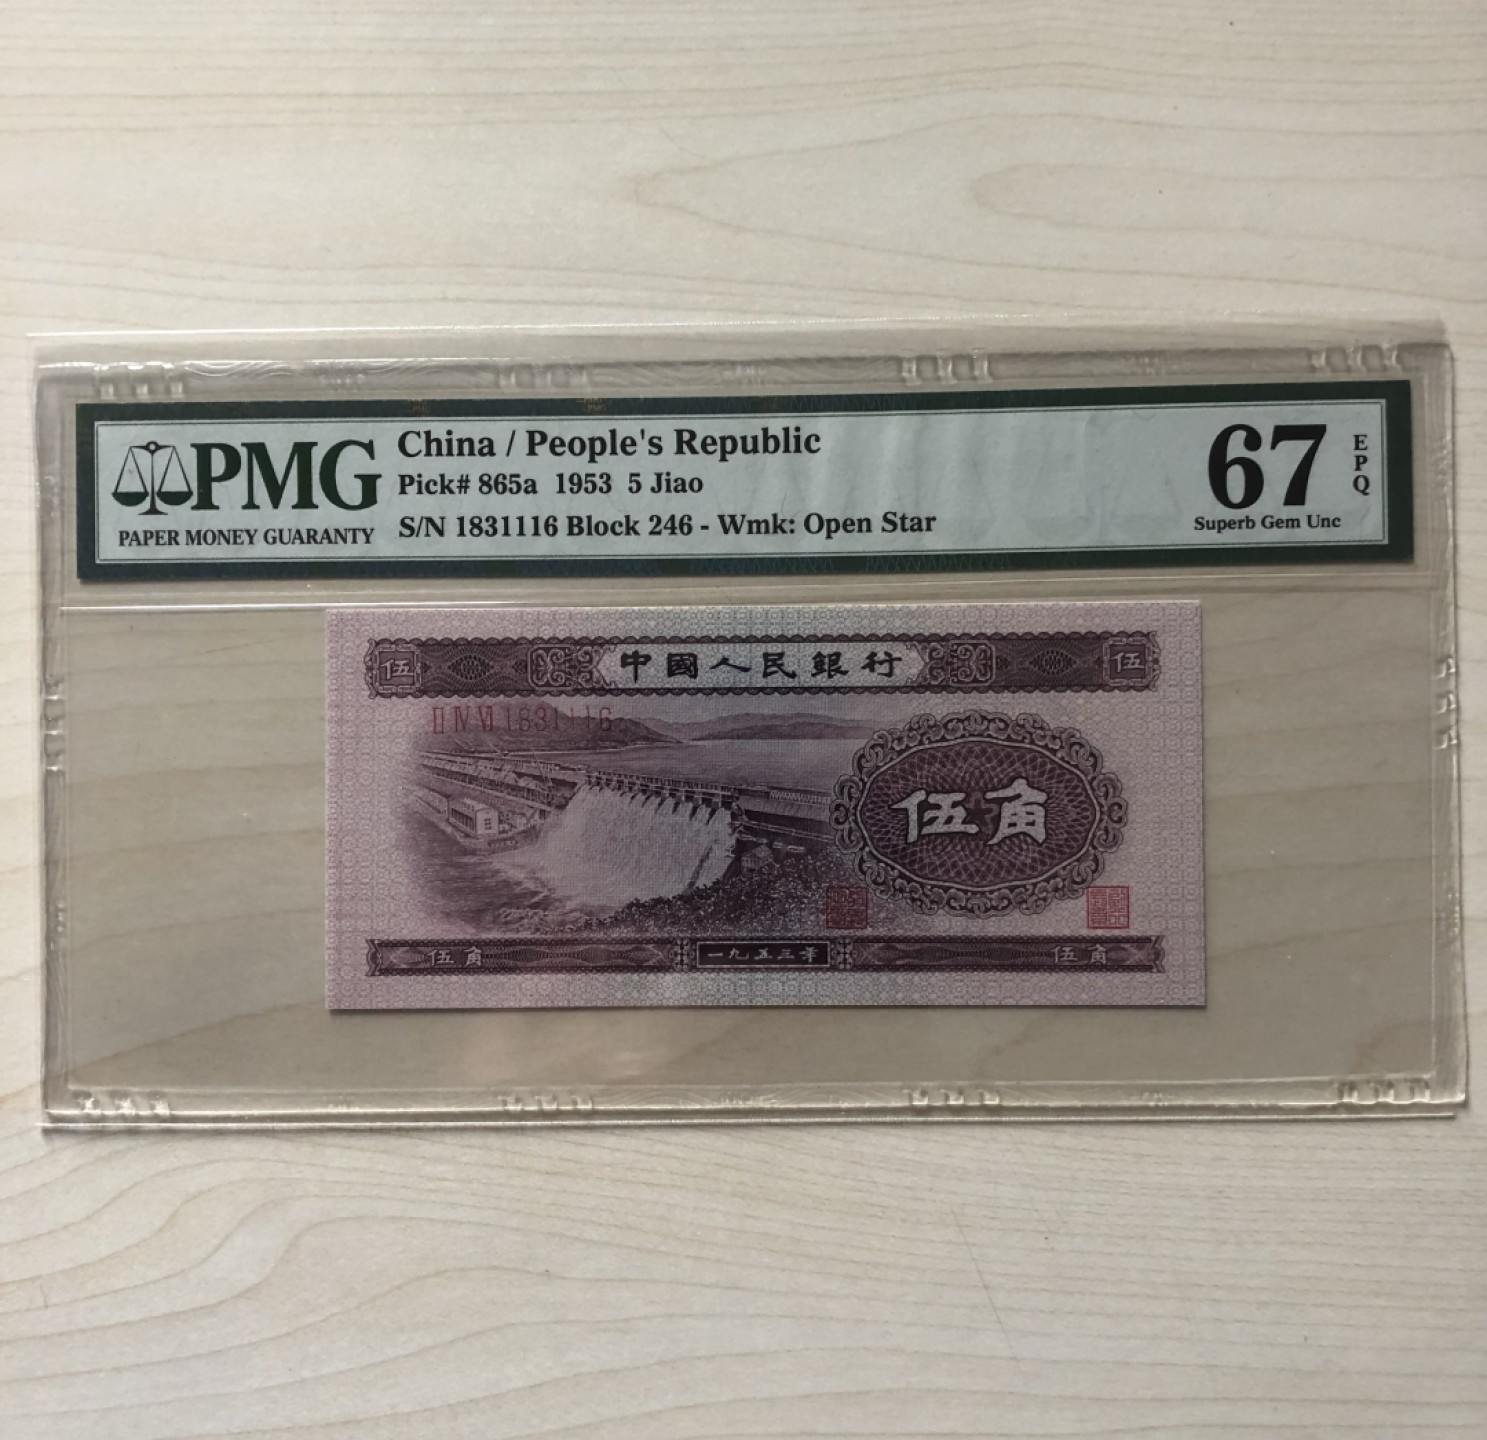 PMG
PAPER MONEY GUARANTY
China / People's Republic
Pick# 865a 1953 5 Jiao
S/N 1831116 Block 246 - Wmk: Open Star
67
EPQ
Superb Gem Unc
伍 中國人民銀行 伍
II IV VI 1831116
伍角
伍角 一九五三年 伍角